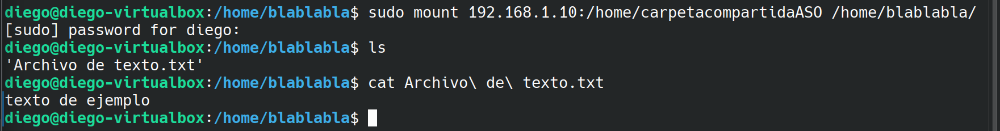 diego@diego-virtualbox:/home/blablabla$ sudo mount 192.168.1.10:/home/carpetacompartidaASO /home/blablabla/
[sudo] password for diego:
diego@diego-virtualbox:/home/blablabla$ ls
'Archivo de texto.txt'
diego@diego-virtualbox:/home/blablabla$ cat Archivo\ de\ texto.txt
texto de ejemplo
diego@diego-virtualbox:/home/blablabla$